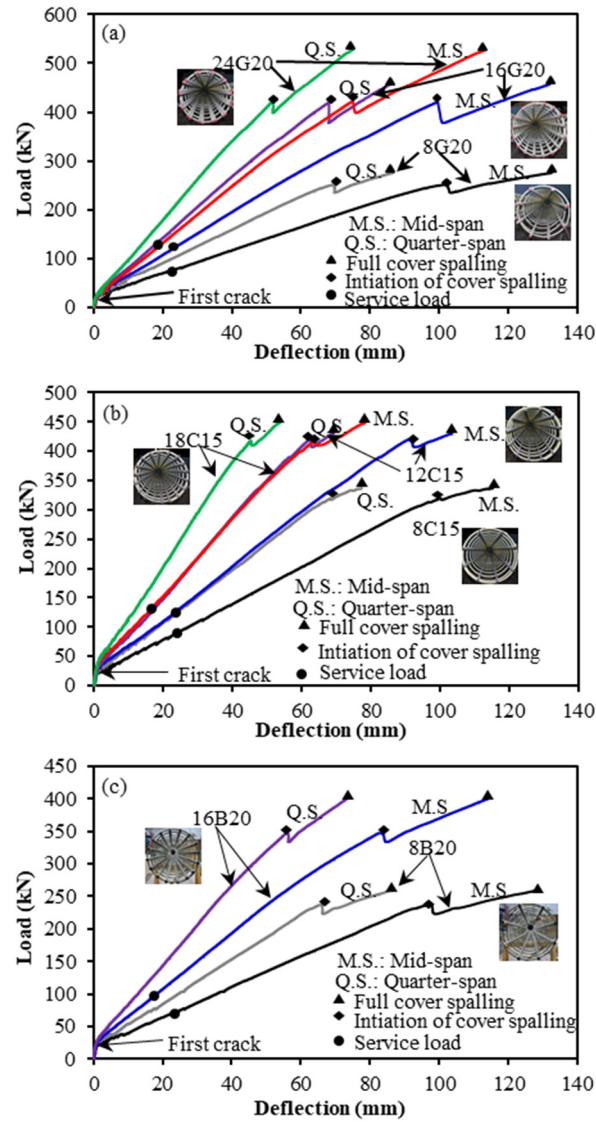 (a)
600
500
400
300
200
100
0
Load (kN)
24G20
Q.S.
M.S.
Q.S.
16G20
M.S.
Q.S.
8G20
M.S.
M.S.: Mid-span
Q.S.: Quarter-span
Full cover spalling
Intiation of cover spalling
Service load
First crack
0 20 40 60 80 100 120 140
Deflection (mm)
(b)
500
450
400
350
300
250
200
150
100
50
0
Load (kN)
Q.S.
Q.S.
M.S.
18C15
M.S.
12C15
Q.S.
M.S.
8C15
M.S.: Mid-span
Q.S.: Quarter-span
Full cover spalling
Intiation of cover spalling
Service load
First crack
0 20 40 60 80 100 120 140
Deflection (mm)
(c)
450
400
350
300
250
200
150
100
50
0
Load (kN)
16B20
Q.S.
M.S
8B20
Q.S.
M.S.
M.S.: Mid-span
Q.S.: Quarter-span
Full cover spalling
Intiation of cover spalling
Service load
First crack
0 20 40 60 80 100 120 140
Deflection (mm)